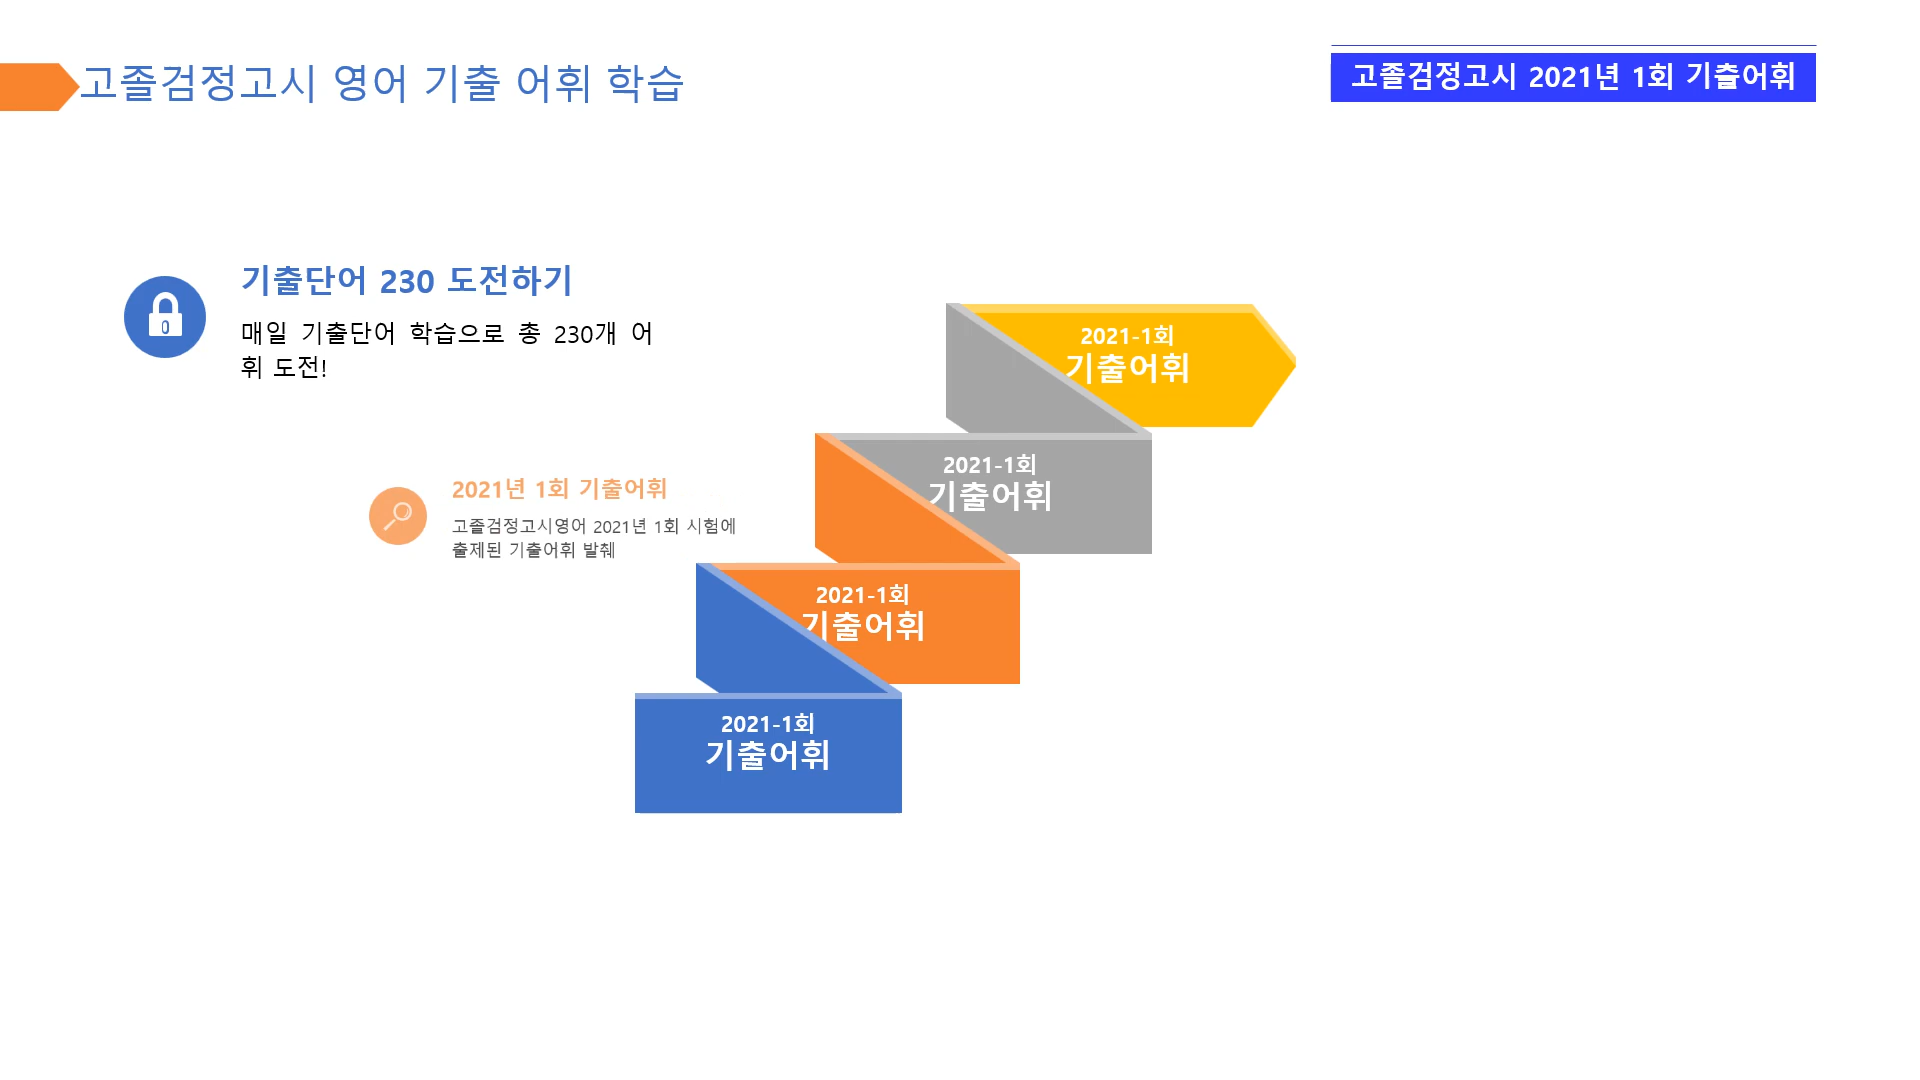 고졸검정고시 영어 기출 어휘 학습
고졸검정고시 2021년 1회 기출어휘
기출단어 230 도전하기
매일 기출단어 학습으로 총 230개 어
휘 도전!
2021-1회
기출어휘
2021-1회
기출어휘
2021년 1회 기출어휘
고졸검정고시영어 2021년 1회 시험에
출제된 기출어휘 발췌
2021-1회
기출어휘
2021-1회
기출어휘